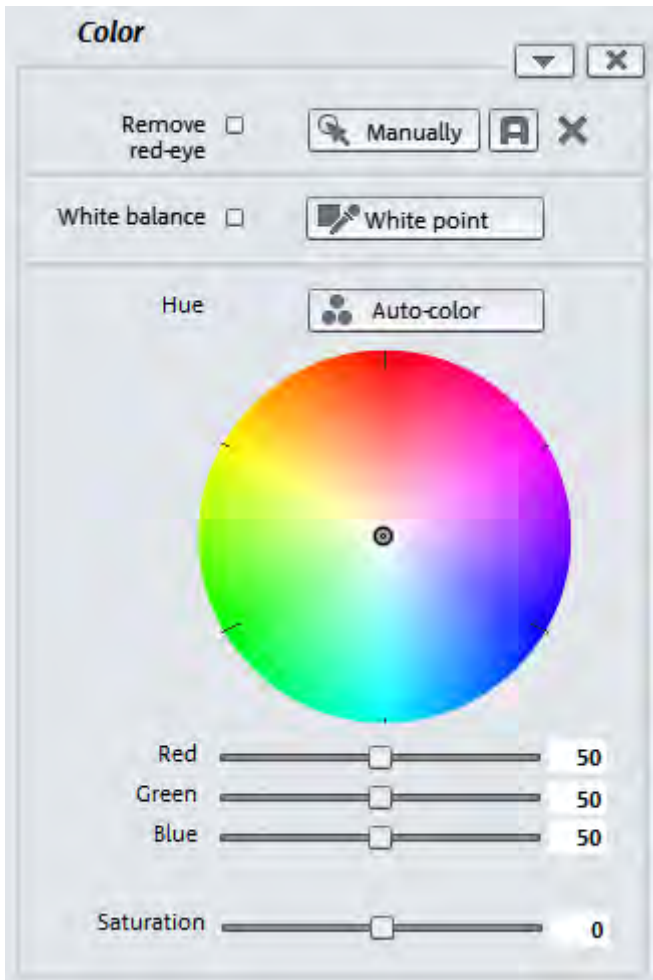 Color
Remove
red-eye
Manually
A
White balance
White point
Hue
Auto-color
Red 50
Green 50
Blue 50
Saturation 0